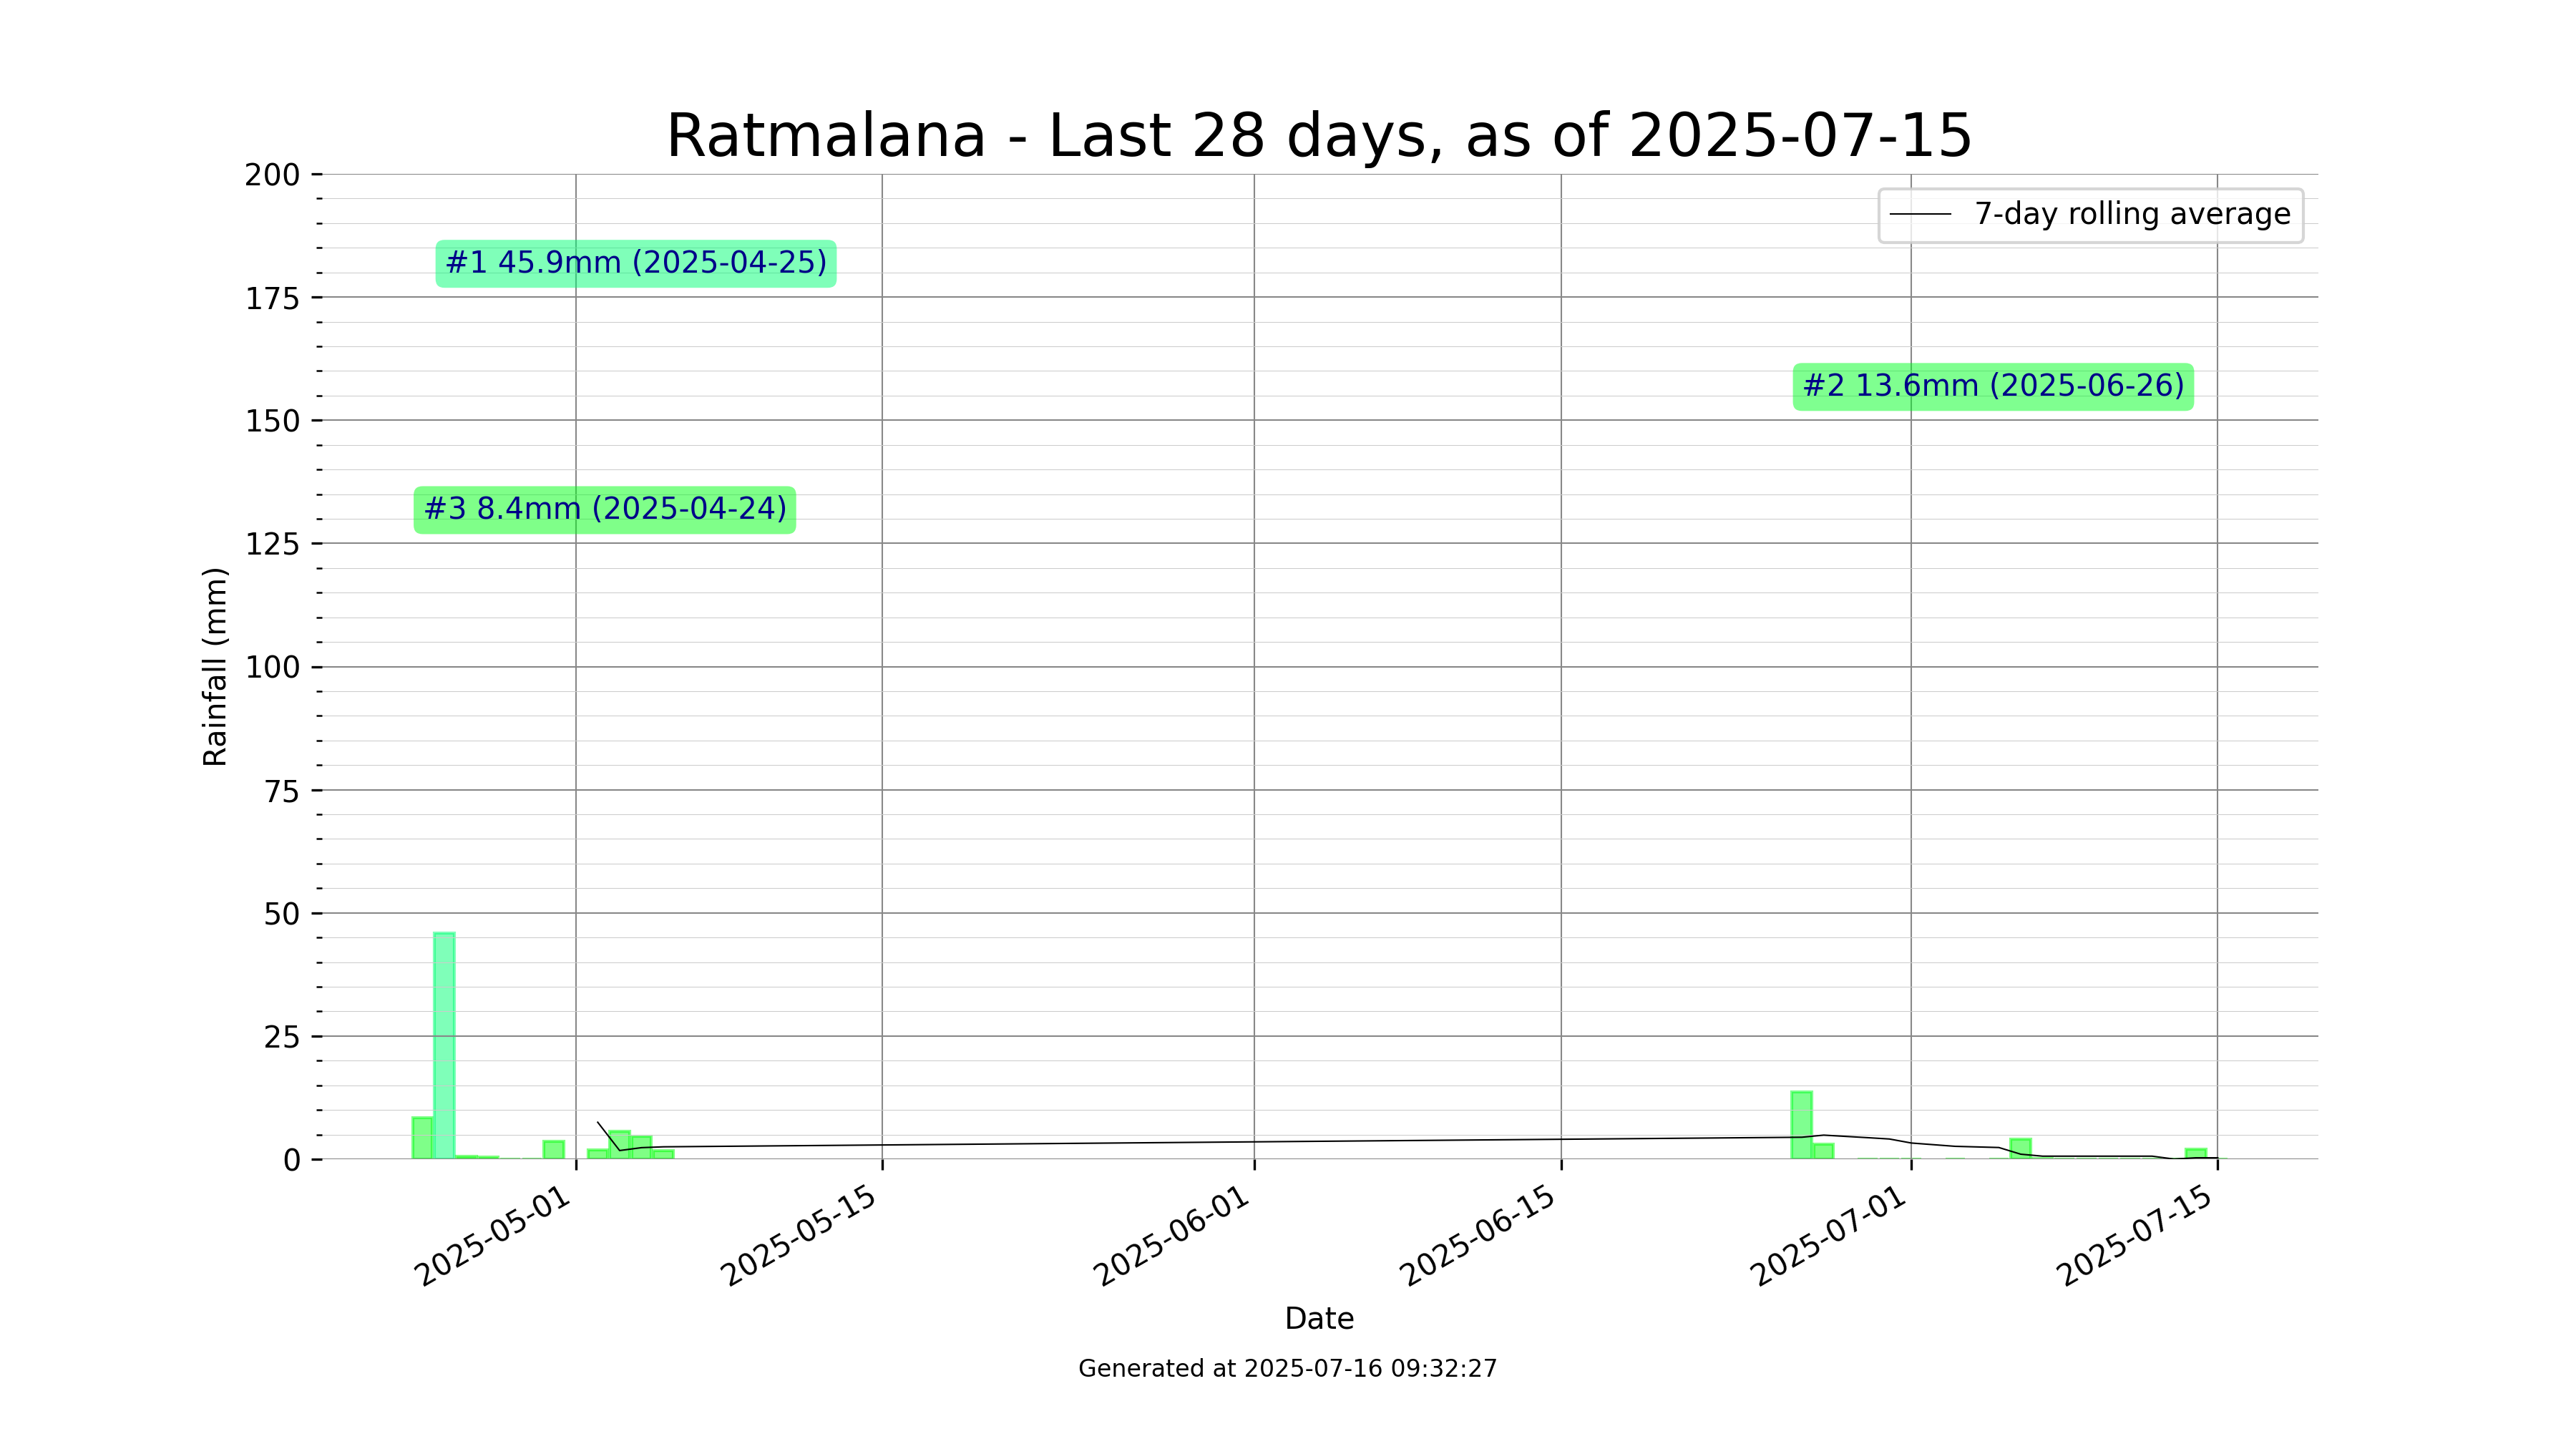 Ratmalana - Last 28 days, as of 2025-07-15
200
7-day rolling average
#1 45.9mm (2025-04-25)
175
#2 13.6mm (2025-06-26)
150
#3 8.4mm (2025-04-24)
125
Rainfall (mm)
100
75
50
25
0
2025-05-01
2025-05-15
2025-06-01
2025-06-15
2025-07-01
2025-07-15
Date
Generated at 2025-07-16 09:32:27